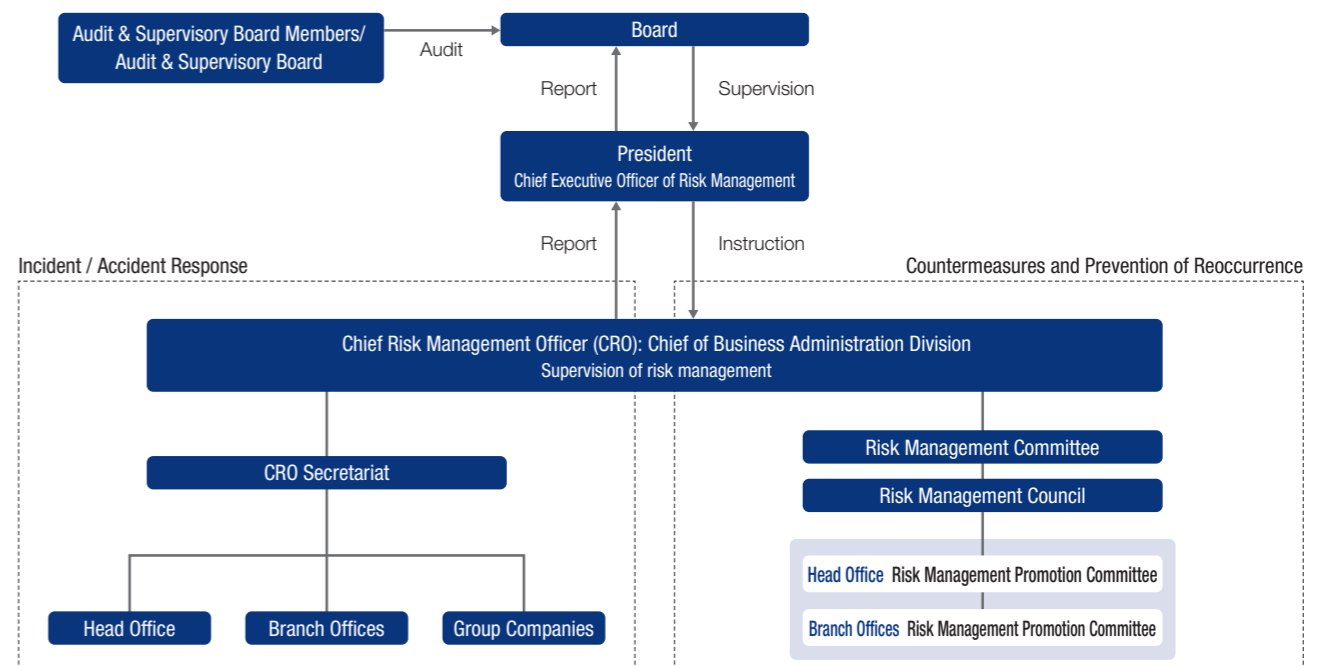 Audit & Supervisory Board Members/
Audit & Supervisory Board
Audit
Board
Report
Supervision
President
Chief Executive Officer of Risk Management
Report
Instruction
Incident / Accident Response
Countermeasures and Prevention of Reoccurrence
Chief Risk Management Officer (CRO): Chief of Business Administration Division
Supervision of risk management
CRO Secretariat
Head Office
Branch Offices
Group Companies
Risk Management Committee
Risk Management Council
Head Office Risk Management Promotion Committee
Branch Offices Risk Management Promotion Committee